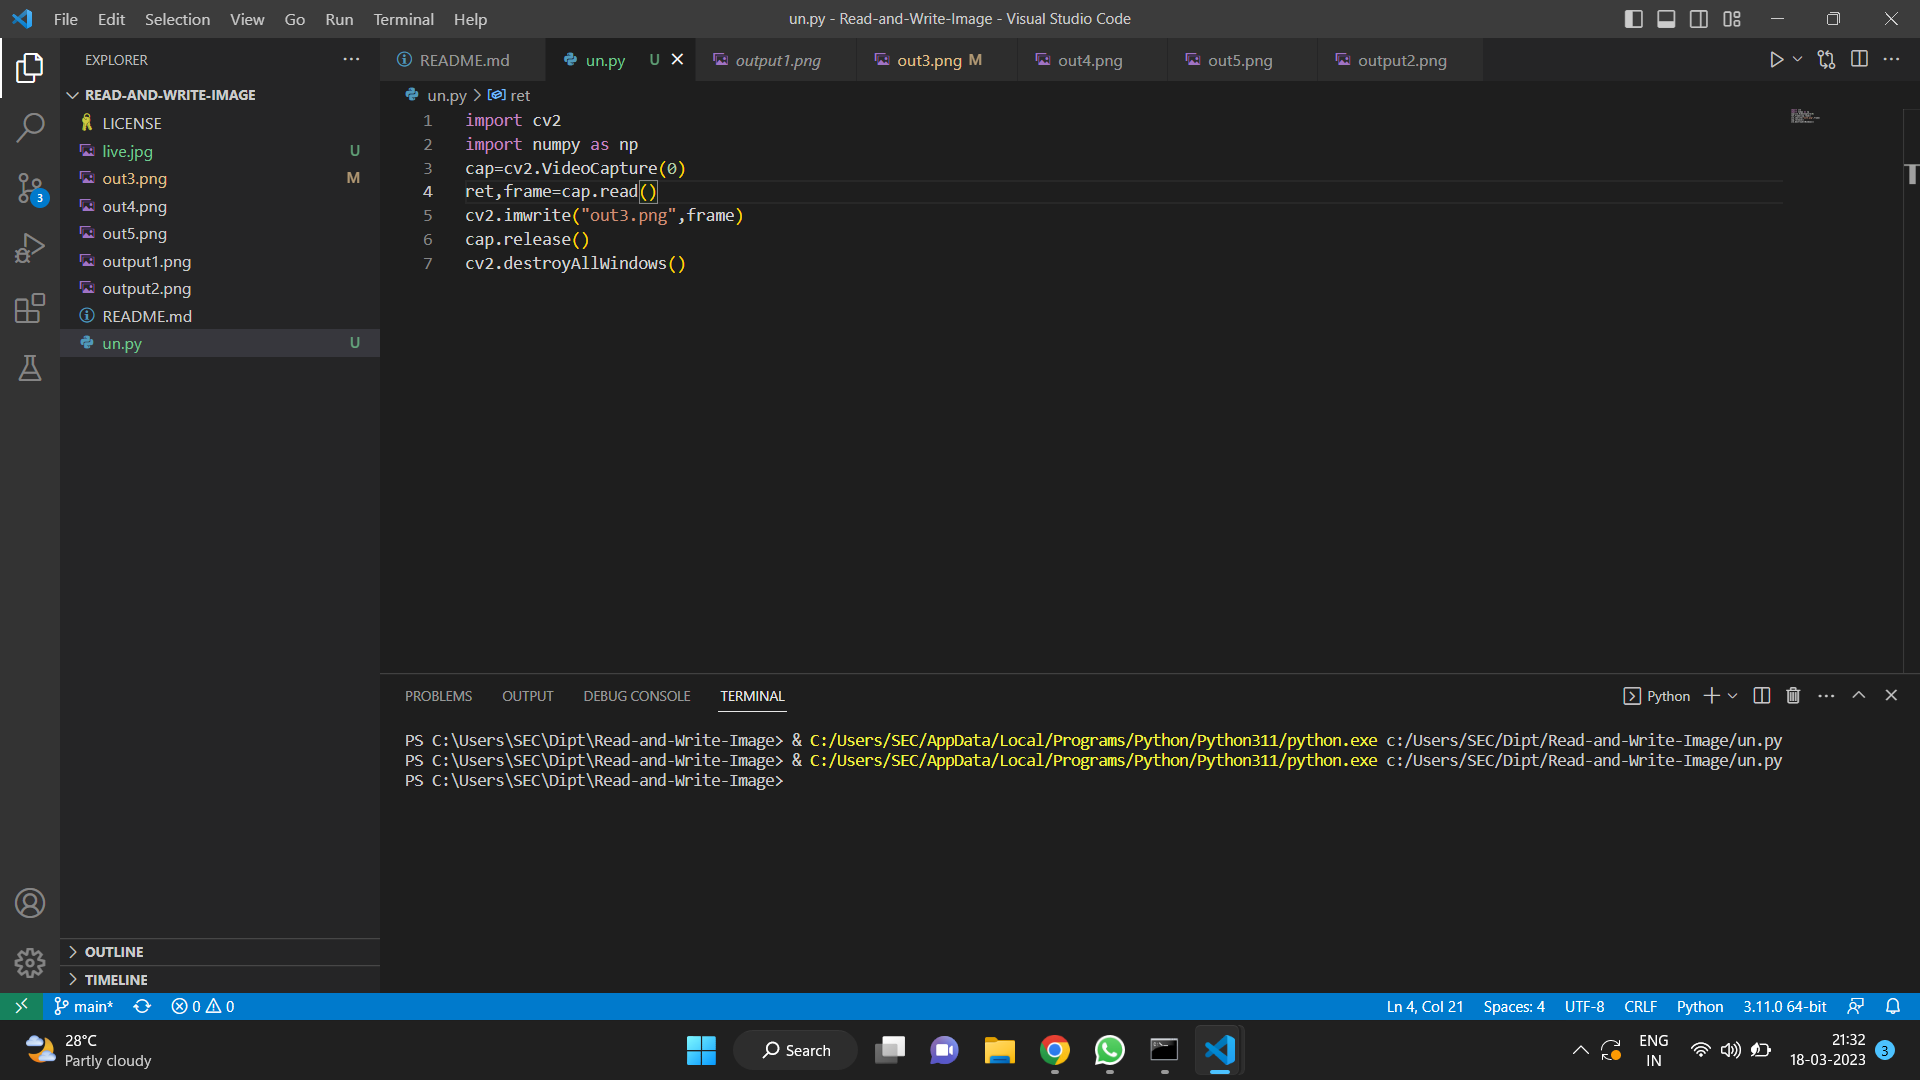 File Edit Selection View Go Run Terminal Help
un.py - Read-and-Write-Image - Visual Studio Code
EXPLORER
READ-AND-WRITE-IMAGE
LICENSE
live.jpg U
out3.png M
out4.png
out5.png
output1.png
output2.png
README.md
un.py U
3
OUTLINE
TIMELINE
README.md un.py U output1.png out3.png M out4.png out5.png output2.png
un.py > ret
1 import cv2
2 import numpy as np
3 cap=cv2.VideoCapture(0)
4 ret,frame=cap.read()
5 cv2.imwrite("out3.png",frame)
6 cap.release()
7 cv2.destroyAllWindows()
PROBLEMS OUTPUT DEBUG CONSOLE TERMINAL
Python
PS C:\Users\SEC\Dipt\Read-and-Write-Image> & C:/Users/SEC/AppData/Local/Programs/Python/Python311/python.exe c:/Users/SEC/Dipt/Read-and-Write-Image/un.py
PS C:\Users\SEC\Dipt\Read-and-Write-Image> & C:/Users/SEC/AppData/Local/Programs/Python/Python311/python.exe c:/Users/SEC/Dipt/Read-and-Write-Image/un.py
PS C:\Users\SEC\Dipt\Read-and-Write-Image>
main* 0 0 Ln 4, Col 21 Spaces: 4 UTF-8 CRLF Python 3.11.0 64-bit
28°C
Partly cloudy
Search
ENG
IN
21:32
18-03-2023
3